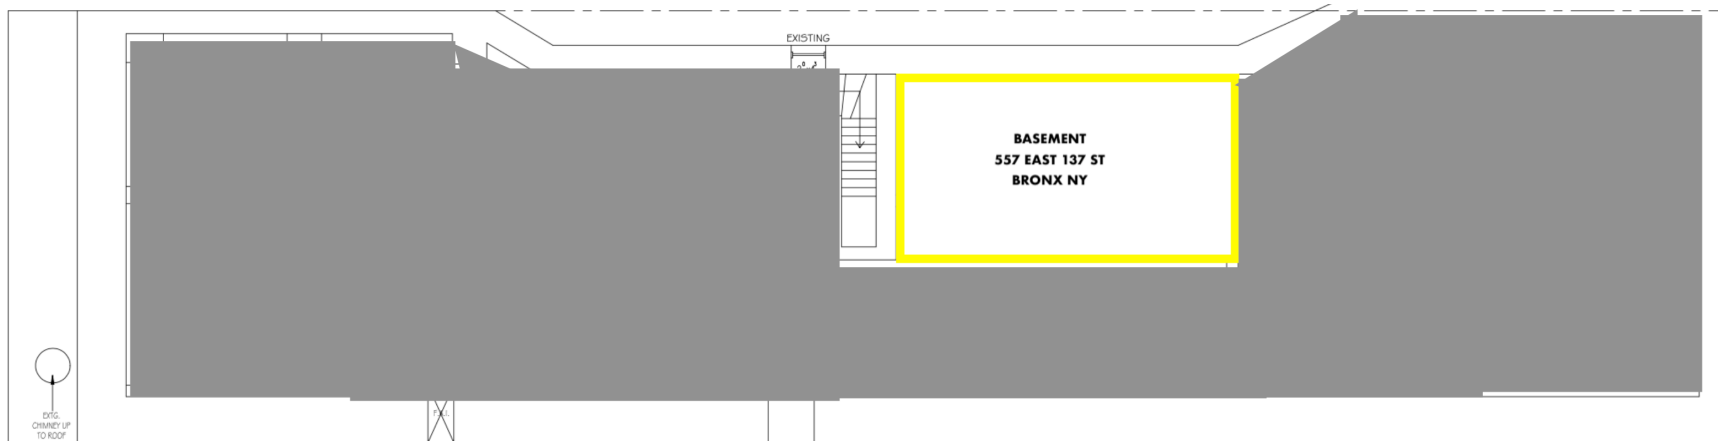 EXISTING
BASEMENT
557 EAST 137 ST
BRONX NY
EXTG.
CHIMNEY UP
TO ROOF